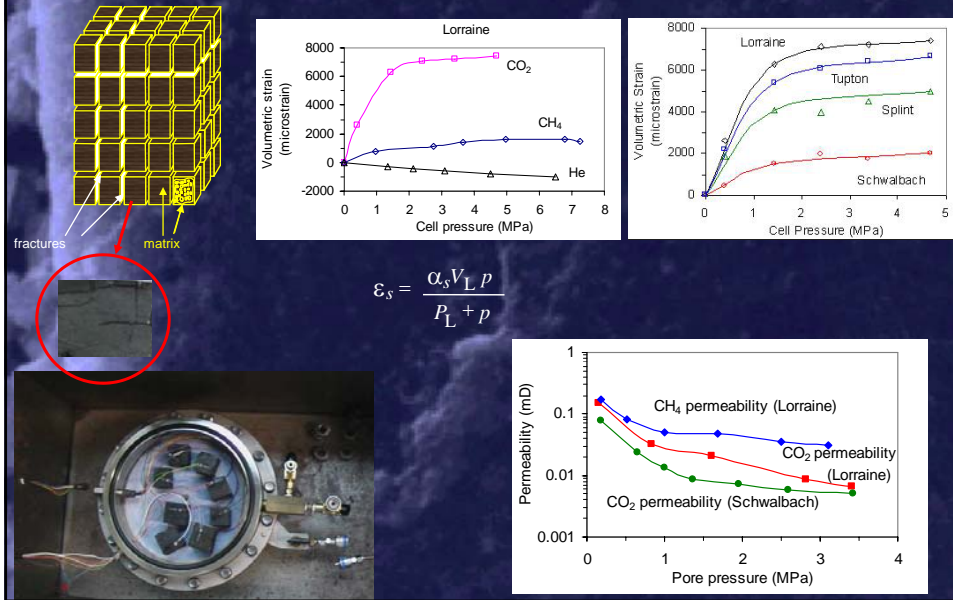 fractures
matrix
Lorraine
8000
6000
4000
2000
0
-2000
Volumetric strain
(microstrain)
CO2
CH4
He
0 1 2 3 4 5 6 7 8
Cell pressure (MPa)
8000
6000
4000
2000
0
Volumetric Strain
(microstrain)
Lorraine
Tupton
Splint
Schwalbach
0 1 2 3 4 5
Cell Pressure (MPa)
εs = αsVL p
PL + p
1
0.1
0.01
0.001
Permeability (mD)
CH4 permeability (Lorraine)
CO2 permeability
(Lorraine)
CO2 permeability (Schwalbach)
0 1 2 3 4
Pore pressure (MPa)